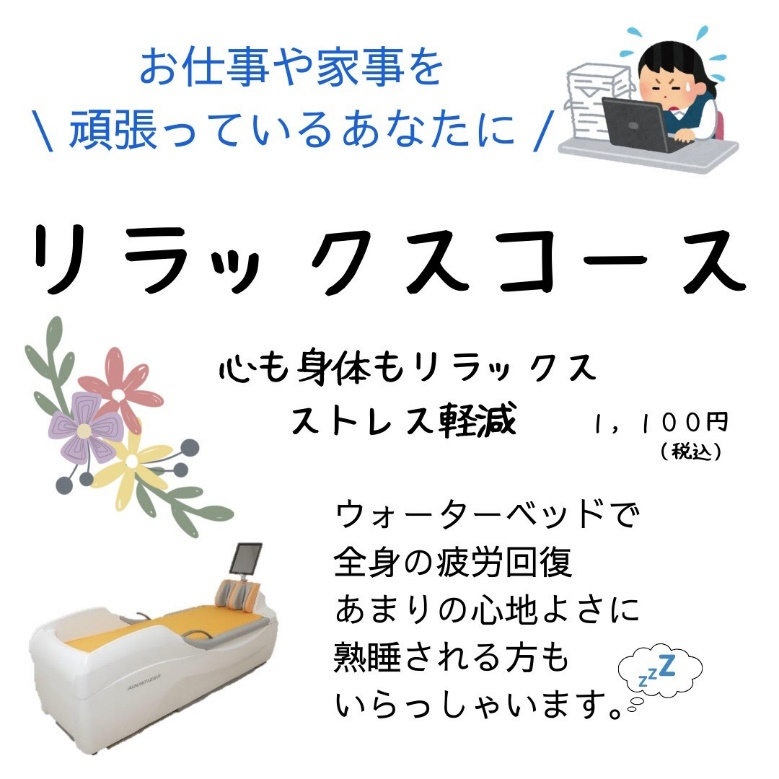 お仕事や家事を
\ 頑張っているあなたに /
リラックスコース
心も身体もリラックス
ストレス軽減
1,100円
(税込)
ウォーターベッドで
全身の疲労回復
あまりの心地よさに
熟睡される方も
いらっしゃいます。
zzZ